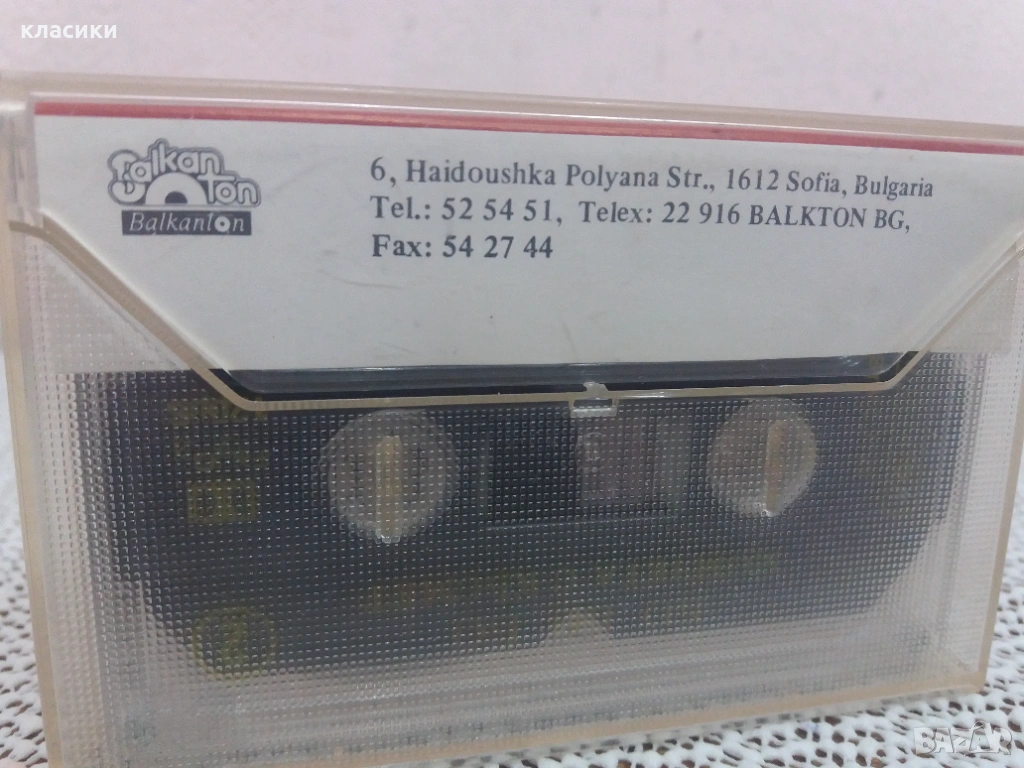 класики
Balkan
ton
Balkanton
6, Haidoushka Polyana Str., 1612 Sofia, Bulgaria
Tel.: 52 54 51, Telex: 22 916 BALKTON BG,
Fax: 54 27 44
BAZAR